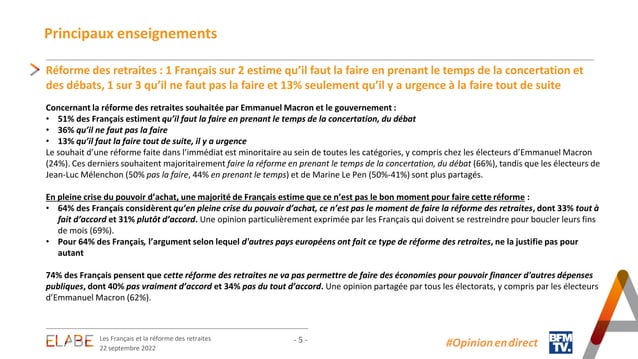 Principaux enseignements
Réforme des retraites : 1 Français sur 2 estime qu'il faut la faire en prenant le temps de la concertation et
des débats, 1 sur 3 qu'il ne faut pas la faire et 13% seulement qu'il y a urgence à la faire tout de suite
Concernant la réforme des retraites souhaitée par Emmanuel Macron et le gouvernement :
• 51% des Français estiment qu'il faut la faire en prenant le temps de la concertation, du débat
• 36% qu'il ne faut pas la faire
• 13% qu'il faut la faire tout de suite, il y a urgence
Le souhait d'une réforme faite dans l'immédiat est minoritaire au sein de toutes les catégories, y compris chez les électeurs d'Emmanuel Macron
(24%). Ces derniers souhaitent majoritairement faire la réforme en prenant le temps de la concertation, du débat (66%), tandis que les électeurs de
Jean-Luc Mélenchon (50% pas la faire, 44% en prenant le temps) et de Marine Le Pen (50%-41%) sont plus partagés.
En pleine crise du pouvoir d'achat, une majorité de Français estime que ce n'est pas le bon moment pour faire cette réforme :
• 64% des Français considèrent qu'en pleine crise du pouvoir d'achat, ce n'est pas le moment de faire la réforme des retraites, dont 33% tout à
fait d'accord et 31% plutôt d'accord. Une opinion particulièrement exprimée par les Français qui doivent se restreindre pour boucler leurs fins
de mois (69%).
• Pour 64% des Français, l'argument selon lequel d'autres pays européens ont fait ce type de réforme des retraites, ne la justifie pas pour
autant
74% des Français pensent que cette réforme des retraites ne va pas permettre de faire des économies pour pouvoir financer d'autres dépenses
publiques, dont 40% pas vraiment d'accord et 34% pas du tout d'accord. Une opinion partagée par tous les électorats, y compris par les électeurs
d'Emmanuel Macron (62%).
ELABE
Les Français et la réforme des retraites
22 septembre 2022
- 5 -
#Opinionendirect
BFM
TV.